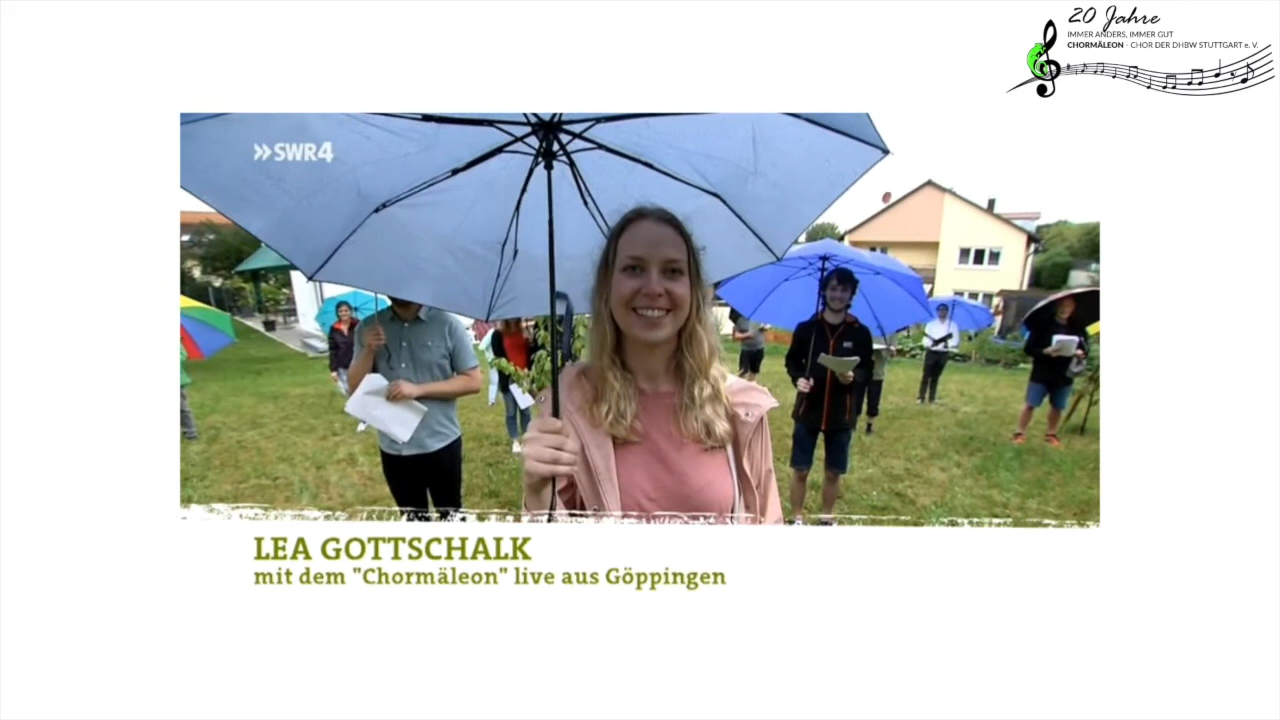 20 Jahre
IMMER ANDERS, IMMER GUT
CHORMÄLEON · CHOR DER DHBW STUTTGART e. V.
»SWR4
LEA GOTTSCHALK
mit dem "Chormäleon" live aus Göppingen